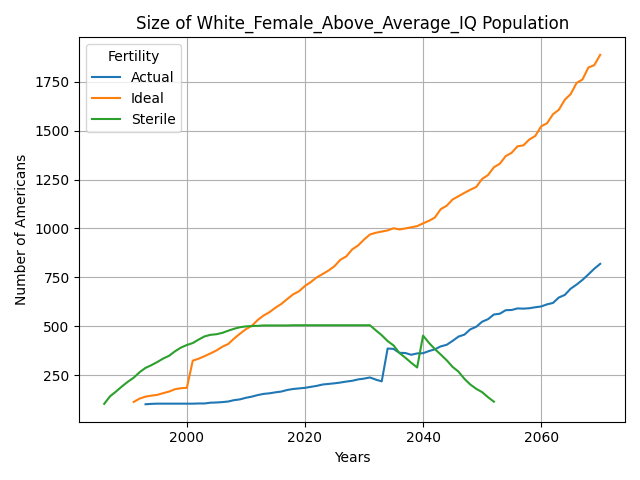 Size of White_Female_Above_Average_IQ Population
Fertility
Actual
Ideal
Sterile
Number of Americans
1750
1500
1250
1000
750
500
250
2000
2020
2040
2060
Years